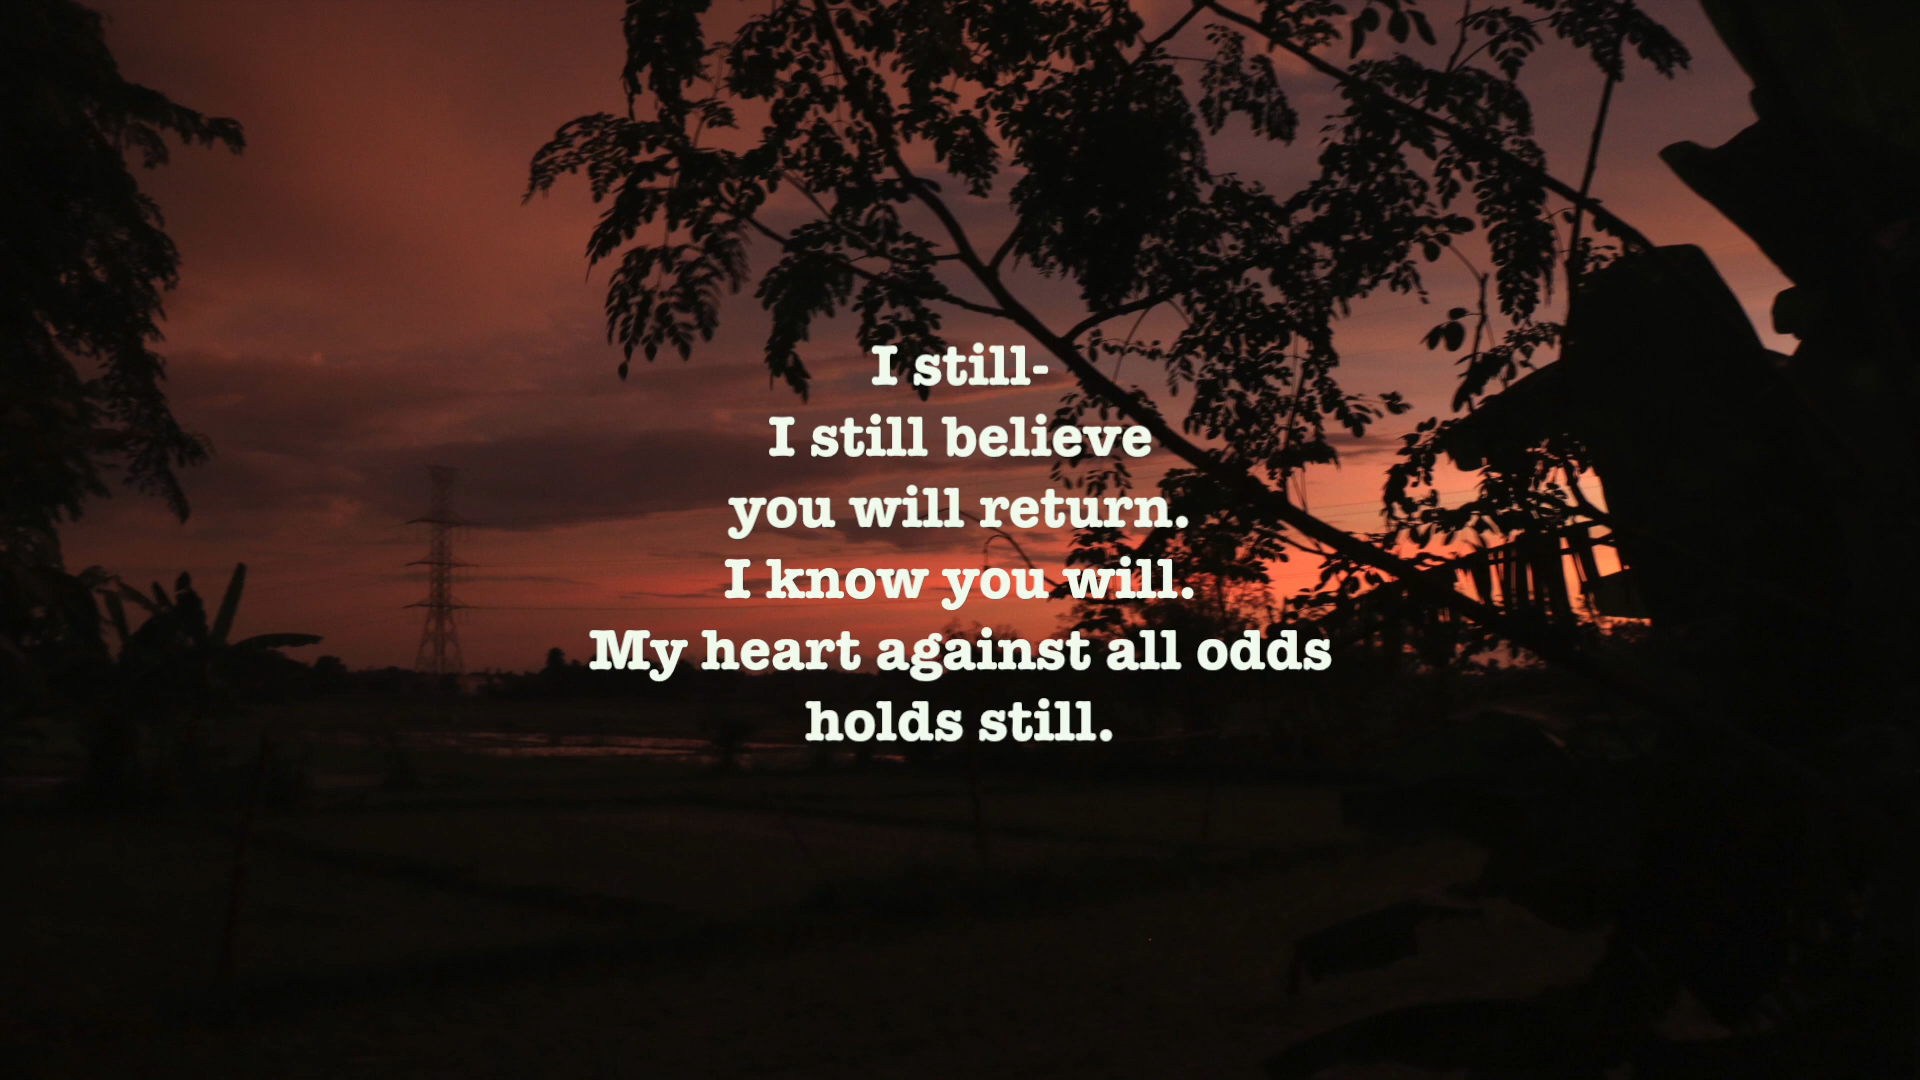 I still-
I still believe
you will return.
I know you will.
My heart against all odds
holds still.